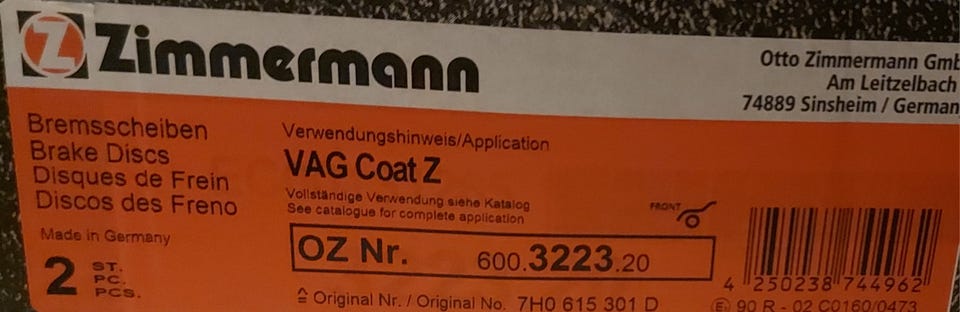 Z Zimmermann
Otto Zimmermann Gmb
Am Leitzelbach
74889 Sinsheim / German
Bremsscheiben
Brake Discs
Disques de Frein
Discos des Freno
Made in Germany
2 ST.
PC.
PCS.
Verwendungshinweis/Application
VAG Coat Z
Vollständige Verwendung siehe Katalog
See catalogue for complete application
FRONT
OZ Nr. 600.3223.20
≙ Original Nr. / Original No. 7H0 615 301 D
4 250238 744962
E1 90 R - 02 C0160/0473